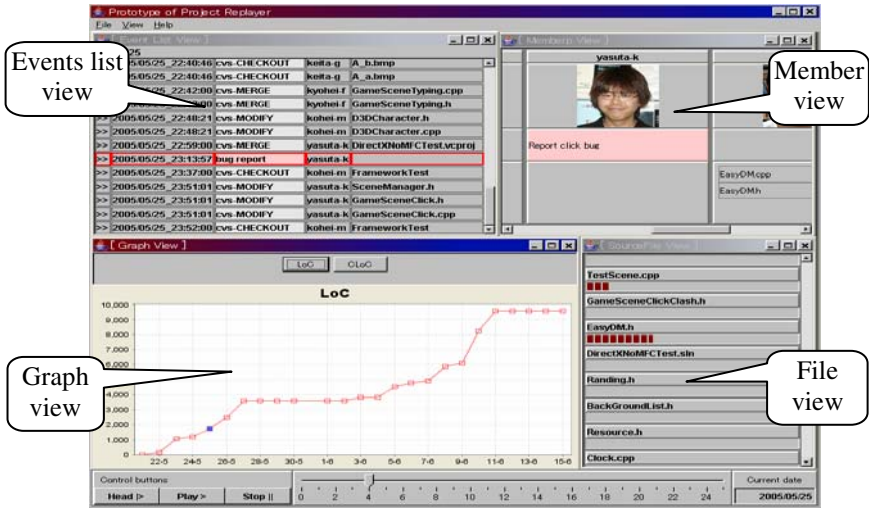 Prototype of Project Replayer
File View Help
[ Event List View ]
25
2005/05/25_22:40:46 cvs-CHECKOUT keita-g A_b.bmp
05/05/25_22:40:46 cvs-CHECKOUT keita-g A_a.bmp
05/05/25_22:42:00 cvs-MERGE kyohei-f GameSceneTyping.cpp
cvs-MERGE kyohei-f GameSceneTyping.h
>> 2005/05/25_22:48:21 cvs-MODIFY kohei-m D3DCharacter.h
>> 2005/05/25_22:48:21 cvs-MODIFY kohei-m D3DCharacter.cpp
>> 2005/05/25_22:59:00 cvs-MERGE yasuta-k DirectXNoMFCTest.vcproj
>> 2005/05/25_23:13:57 bug report yasuta-k
>> 2005/05/25_23:37:00 cvs-CHECKOUT kohei-m FrameworkTest
>> 2005/05/25_23:51:01 cvs-MODIFY yasuta-k SceneManager.h
>> 2005/05/25_23:51:01 cvs-MODIFY yasuta-k GameSceneClick.h
>> 2005/05/25_23:51:01 cvs-MODIFY yasuta-k GameSceneClick.cpp
>> 2005/05/25_23:52:00 cvs-CHECKOUT kohei-m FrameworkTest
Events list
view
[ Memberp View ]
yasuta-k
Member
view
Report click bug
EasyDM.cpp
EasyDM.h
[ Graph View ]
LoC CLoC
LoC
10,000
9,000
8,000
7,000
6,000
4,000
3,000
2,000
1,000
0
22-5 24-5 26-5 28-5 30-5 1-6 3-6 5-6 7-6 9-6 11-6 13-6 15-6
Graph
view
[ SourceFile View ]
TestScene.cpp
GameSceneClickClash.h
EasyDM.h
DirectXNoMFCTest.sln
Randing.h
BackGroundList.h
Resource.h
Clock.cpp
File
view
Control buttons
Head |> Play > Stop ||
0 2 4 6 8 10 12 14 16 18 20 22 24
Current date
2005/05/25